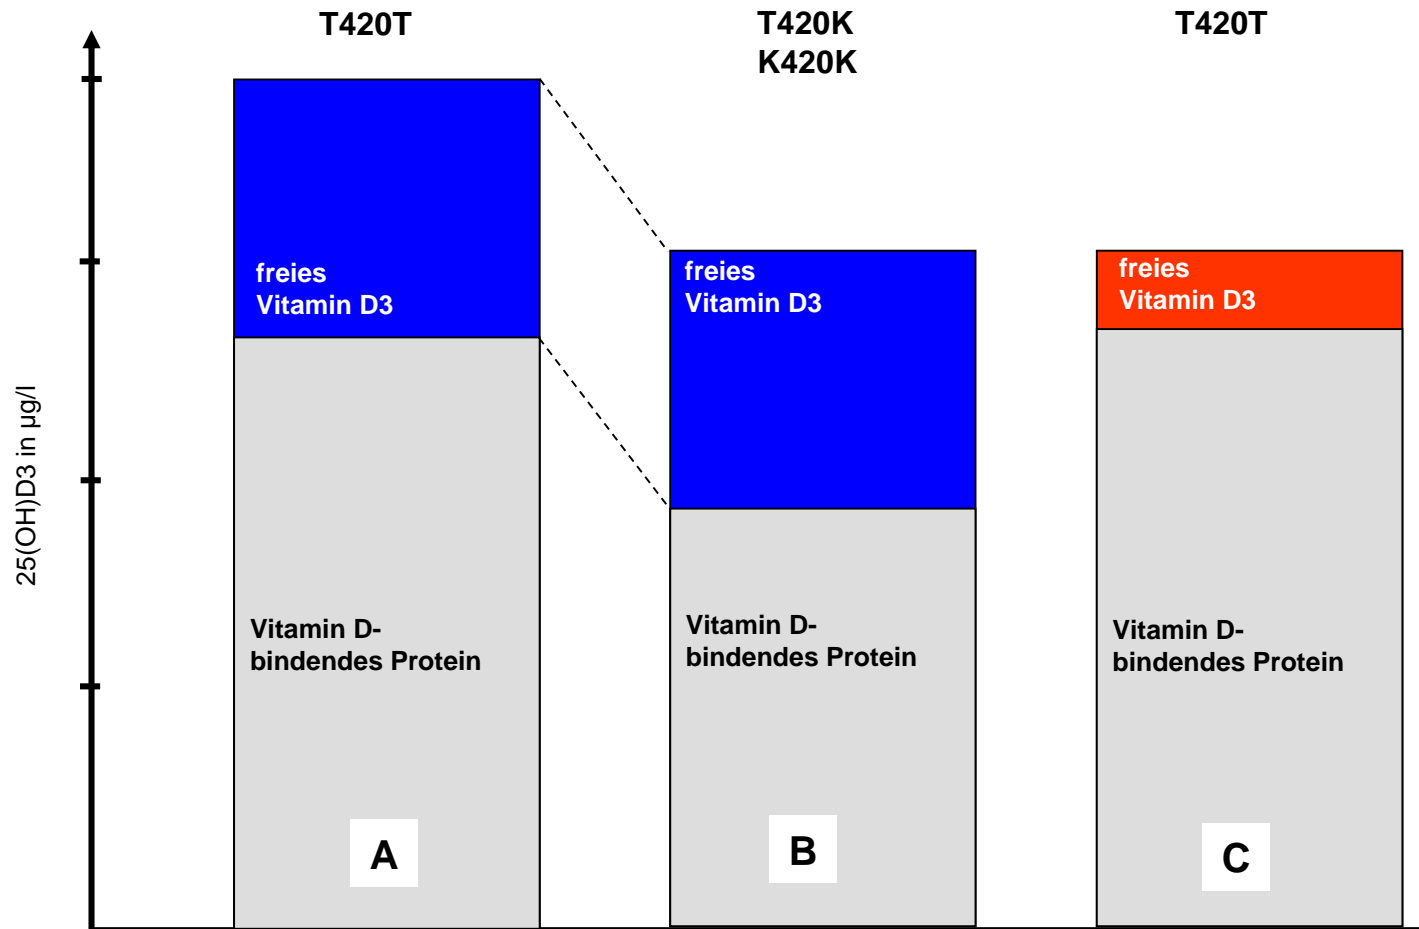 T420T
T420K
K420K
T420T
25(OH)D3 in µg/l
freies
Vitamin D3
Vitamin D-
bindendes Protein
A
freies
Vitamin D3
Vitamin D-
bindendes Protein
B
freies
Vitamin D3
Vitamin D-
bindendes Protein
C